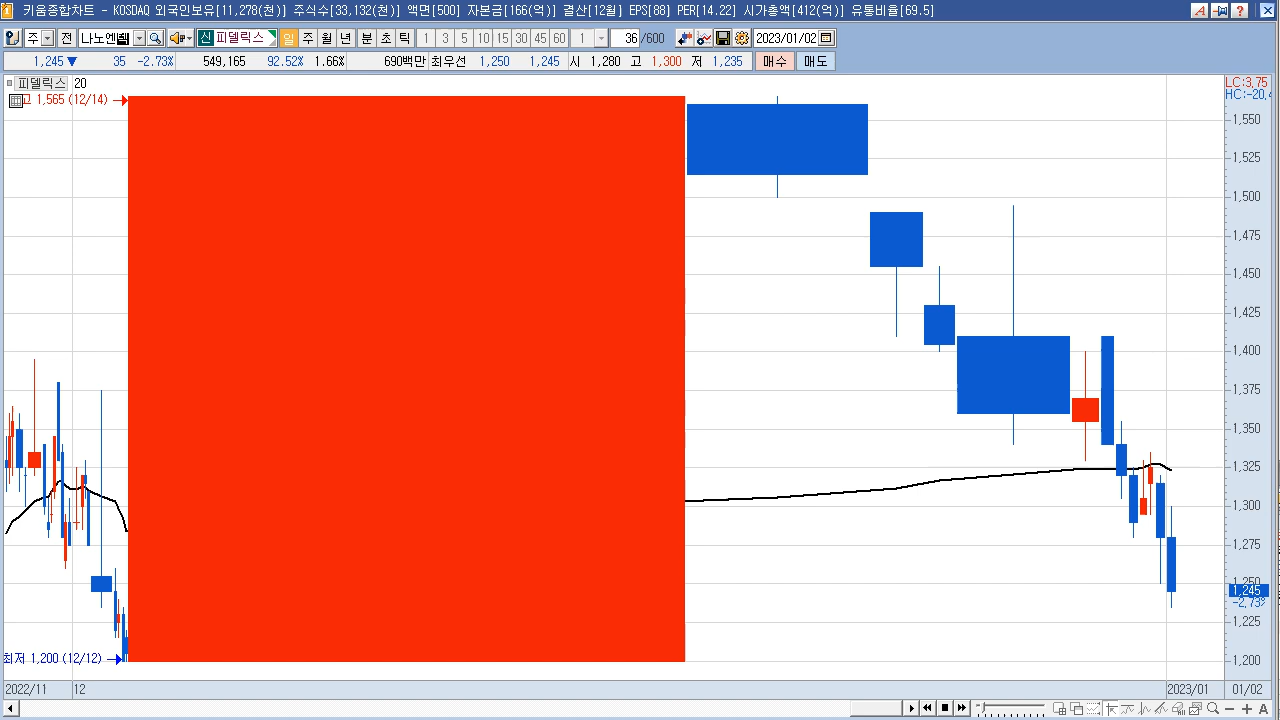 키움종합차트 - KOSDAQ 외국인보유[11,278(천)] 주식수[33,132(천)] 액면[500] 자본금[166(억)] 결산[12월] EPS[88] PER[14.22] 시가총액[412(억)] 유통비율[69.5]
주 전 나노엔텔 신 피델릭스 일 주 월 년 분 초 틱 1 3 5 10 15 30 45 60 1 36 /600 2023/01/02
1,245 ▼ 35 -2.73% 549,165 92.52% 1.66% 690백만 최우선 1,250 1,245 시 1,280 고 1,300 저 1,235 매수 매도
피델릭스 20
LC:3,75
1,565 (12/14)
HC:-20,4
1,550
1,525
1,500
1,475
1,450
1,425
1,400
1,375
1,350
1,325
1,300
1,275
1,250
1,245
-2.73%
1,225
최저 1,200 (12/12)
1,200
2022/11 12 2023/01 01/02